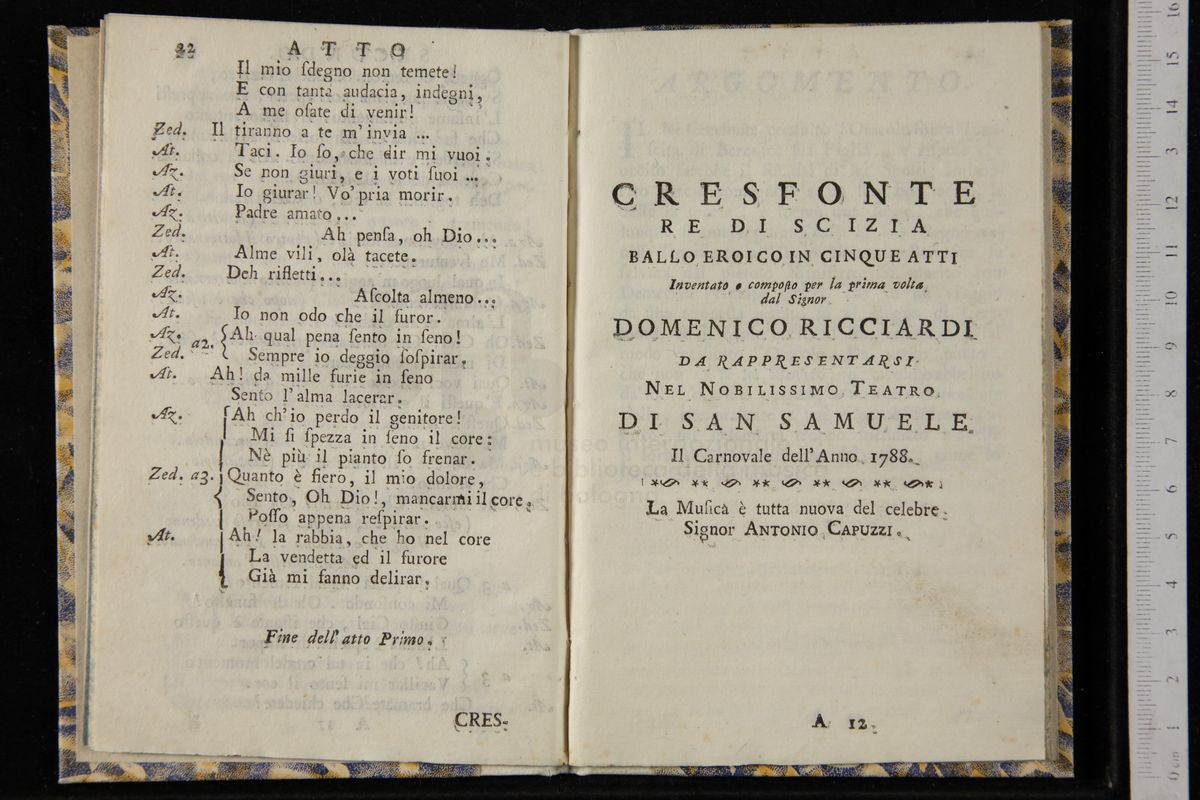 22 ATTO
Il mio ſdegno non temete!
E con tanta audacia, indegni,
A me oſate di venir!
Zed. Il tiranno a te m'invia ...
At. Taci. Io ſo, che dir mi vuoi.
Az. Se non giuri, e i voti ſuoi ...
At. Io giurar! Vo' pria morir.
Az. Padre amato...
Zed. Ah penſa, oh Dio...
At. Alme vili, olà tacete.
Zed. Deh rifletti...
Az. Aſcolta almeno...
At. Io non odo che il furor.
Az. a2. Ah qual pena ſento in ſeno!
Zed. Sempre io deggio ſoſpirar.
At. Ah! da mille furie in ſeno
Sento l'alma lacerar.
Az. Ah ch'io perdo il genitore!
Mi ſi ſpezza in ſeno il core:
Nè più il pianto ſo frenar.
Zed. a3. Quanto è fiero, il mio dolore,
Sento, Oh Dio!, mancarmi il core,
Poſſo appena reſpirar.
At. Ah! la rabbia, che ho nel core
La vendetta ed il furore
Già mi fanno delirar.
Fine dell' atto Primo.
CRES-
CRESFONTE
RE DI SCIZIA
BALLO EROICO IN CINQUE ATTI
Inventato e compoſto per la prima volta
dal Signor
DOMENICO RICCIARDI
DA RAPPRESENTARSI
NEL NOBILISSIMO TEATRO
DI SAN SAMUELE
Il Carnovale dell'Anno 1788.
La Muſica è tutta nuova del celebre
Signor ANTONIO CAPUZZI.
A 12
museo internazionale
biblioteca della musica
di bologna